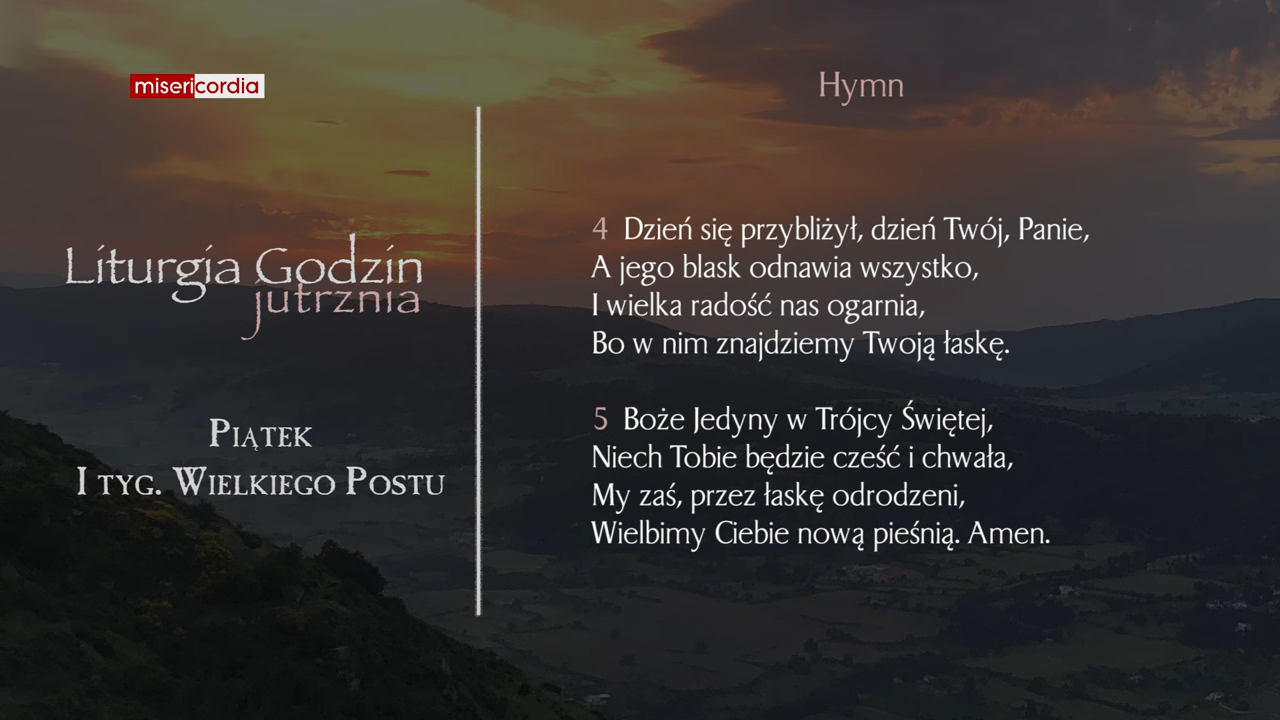 misericordia
Liturgia Godzin
jutrznia
Piątek
I tyg. Wielkiego Postu
Hymn
4 Dzień się przybliżył, dzień Twój, Panie,
A jego blask odnawia wszystko,
I wielka radość nas ogarnia,
Bo w nim znajdziemy Twoją łaskę.
5 Boże Jedyny w Trójcy Świętej,
Niech Tobie będzie cześć i chwała,
My zaś, przez łaskę odrodzeni,
Wielbimy Ciebie nową pieśnią. Amen.